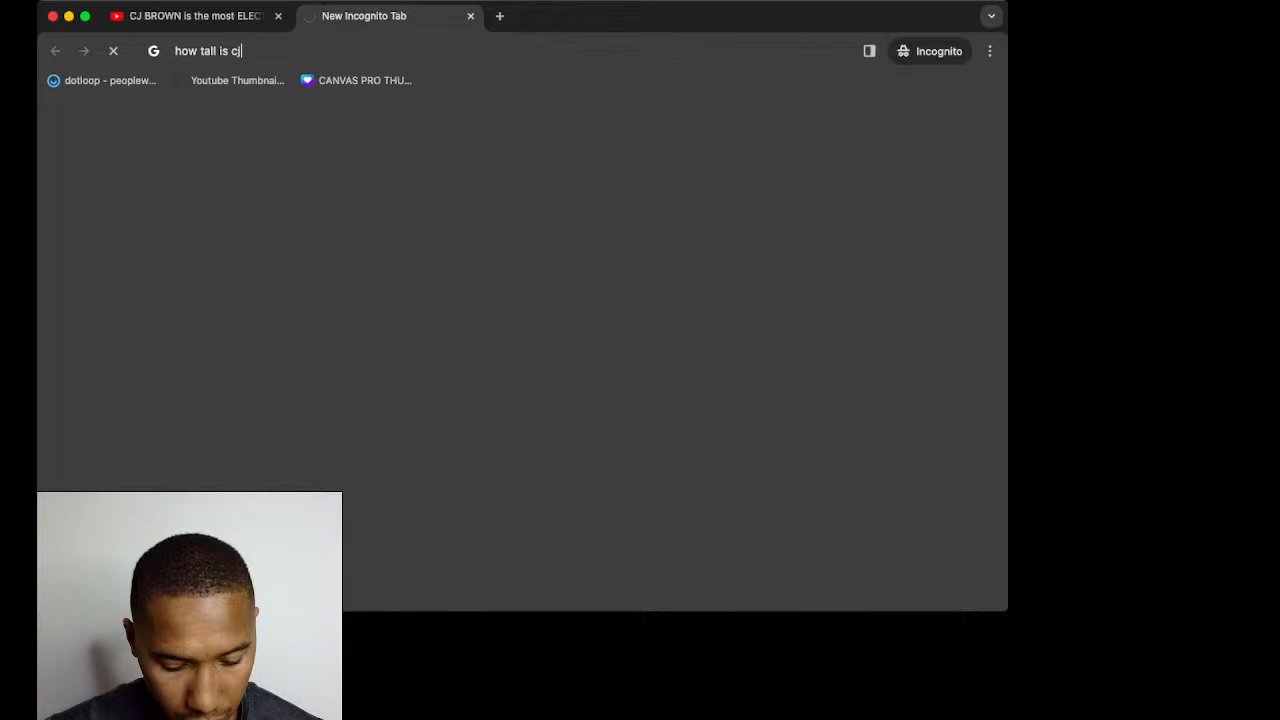 CJ BROWN is the most ELEC
New Incognito Tab
how tall is cj
Incognito
dotloop - peoplew...
Youtube Thumbnai...
CANVAS PRO THU...